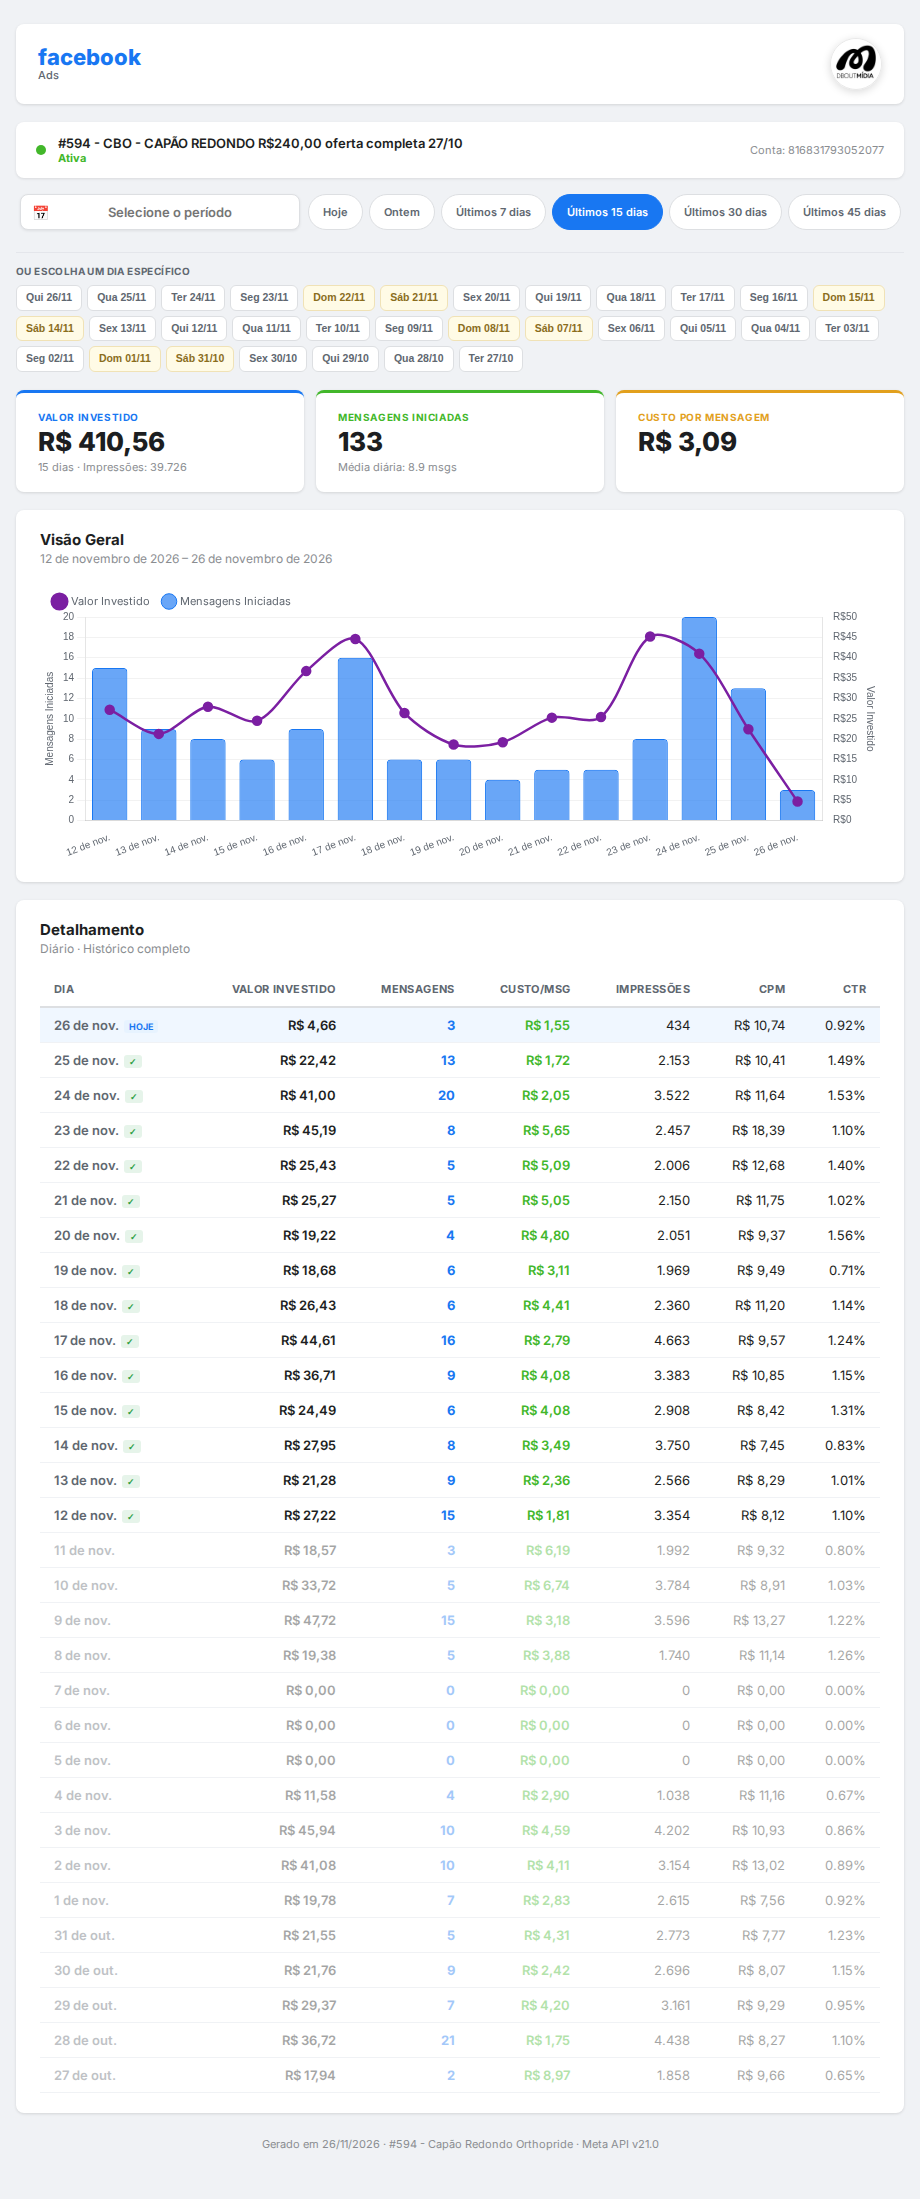 facebook
Ads
DBOUTMÍDIA
#594 - CBO - CAPÃO REDONDO R$240,00 oferta completa 27/10
Ativa
Conta: 816831793052077
Selecione o período
Hoje
Ontem
Últimos 7 dias
Últimos 15 dias
Últimos 30 dias
Últimos 45 dias
OU ESCOLHA UM DIA ESPECÍFICO
Qui 26/11 Qua 25/11 Ter 24/11 Seg 23/11 Dom 22/11 Sáb 21/11 Sex 20/11 Qui 19/11 Qua 18/11 Ter 17/11 Seg 16/11 Dom 15/11
Sáb 14/11 Sex 13/11 Qui 12/11 Qua 11/11 Ter 10/11 Seg 09/11 Dom 08/11 Sáb 07/11 Sex 06/11 Qui 05/11 Qua 04/11 Ter 03/11
Seg 02/11 Dom 01/11 Sáb 31/10 Sex 30/10 Qui 29/10 Qua 28/10 Ter 27/10
VALOR INVESTIDO
R$ 410,56
15 dias · Impressões: 39.726
MENSAGENS INICIADAS
133
Média diária: 8.9 msgs
CUSTO POR MENSAGEM
R$ 3,09
Visão Geral
12 de novembro de 2026 – 26 de novembro de 2026
Valor Investido Mensagens Iniciadas
Mensagens Iniciadas
20
18
16
14
12
10
8
6
4
2
0
R$50
R$45
R$40
R$35
R$30
R$25
R$20
R$15
R$10
R$5
R$0
Valor Investido
12 de nov. 13 de nov. 14 de nov. 15 de nov. 16 de nov. 17 de nov. 18 de nov. 19 de nov. 20 de nov. 21 de nov. 22 de nov. 23 de nov. 24 de nov. 25 de nov. 26 de nov.
Detalhamento
Diário · Histórico completo
DIA VALOR INVESTIDO MENSAGENS CUSTO/MSG IMPRESSÕES CPM CTR
26 de nov. HOJE R$ 4,66 3 R$ 1,55 434 R$ 10,74 0.92%
25 de nov. ✓ R$ 22,42 13 R$ 1,72 2.153 R$ 10,41 1.49%
24 de nov. ✓ R$ 41,00 20 R$ 2,05 3.522 R$ 11,64 1.53%
23 de nov. ✓ R$ 45,19 8 R$ 5,65 2.457 R$ 18,39 1.10%
22 de nov. ✓ R$ 25,43 5 R$ 5,09 2.006 R$ 12,68 1.40%
21 de nov. ✓ R$ 25,27 5 R$ 5,05 2.150 R$ 11,75 1.02%
20 de nov. ✓ R$ 19,22 4 R$ 4,80 2.051 R$ 9,37 1.56%
19 de nov. ✓ R$ 18,68 6 R$ 3,11 1.969 R$ 9,49 0.71%
18 de nov. ✓ R$ 26,43 6 R$ 4,41 2.360 R$ 11,20 1.14%
17 de nov. ✓ R$ 44,61 16 R$ 2,79 4.663 R$ 9,57 1.24%
16 de nov. ✓ R$ 36,71 9 R$ 4,08 3.383 R$ 10,85 1.15%
15 de nov. ✓ R$ 24,49 6 R$ 4,08 2.908 R$ 8,42 1.31%
14 de nov. ✓ R$ 27,95 8 R$ 3,49 3.750 R$ 7,45 0.83%
13 de nov. ✓ R$ 21,28 9 R$ 2,36 2.566 R$ 8,29 1.01%
12 de nov. ✓ R$ 27,22 15 R$ 1,81 3.354 R$ 8,12 1.10%
11 de nov. R$ 18,57 3 R$ 6,19 1.992 R$ 9,32 0.80%
10 de nov. R$ 33,72 5 R$ 6,74 3.784 R$ 8,91 1.03%
9 de nov. R$ 47,72 15 R$ 3,18 3.596 R$ 13,27 1.22%
8 de nov. R$ 19,38 5 R$ 3,88 1.740 R$ 11,14 1.26%
7 de nov. R$ 0,00 0 R$ 0,00 0 R$ 0,00 0.00%
6 de nov. R$ 0,00 0 R$ 0,00 0 R$ 0,00 0.00%
5 de nov. R$ 0,00 0 R$ 0,00 0 R$ 0,00 0.00%
4 de nov. R$ 11,58 4 R$ 2,90 1.038 R$ 11,16 0.67%
3 de nov. R$ 45,94 10 R$ 4,59 4.202 R$ 10,93 0.86%
2 de nov. R$ 41,08 10 R$ 4,11 3.154 R$ 13,02 0.89%
1 de nov. R$ 19,78 7 R$ 2,83 2.615 R$ 7,56 0.92%
31 de out. R$ 21,55 5 R$ 4,31 2.773 R$ 7,77 1.23%
30 de out. R$ 21,76 9 R$ 2,42 2.696 R$ 8,07 1.15%
29 de out. R$ 29,37 7 R$ 4,20 3.161 R$ 9,29 0.95%
28 de out. R$ 36,72 21 R$ 1,75 4.438 R$ 8,27 1.10%
27 de out. R$ 17,94 2 R$ 8,97 1.858 R$ 9,66 0.65%
Gerado em 26/11/2026 · #594 - Capão Redondo Orthopride · Meta API v21.0